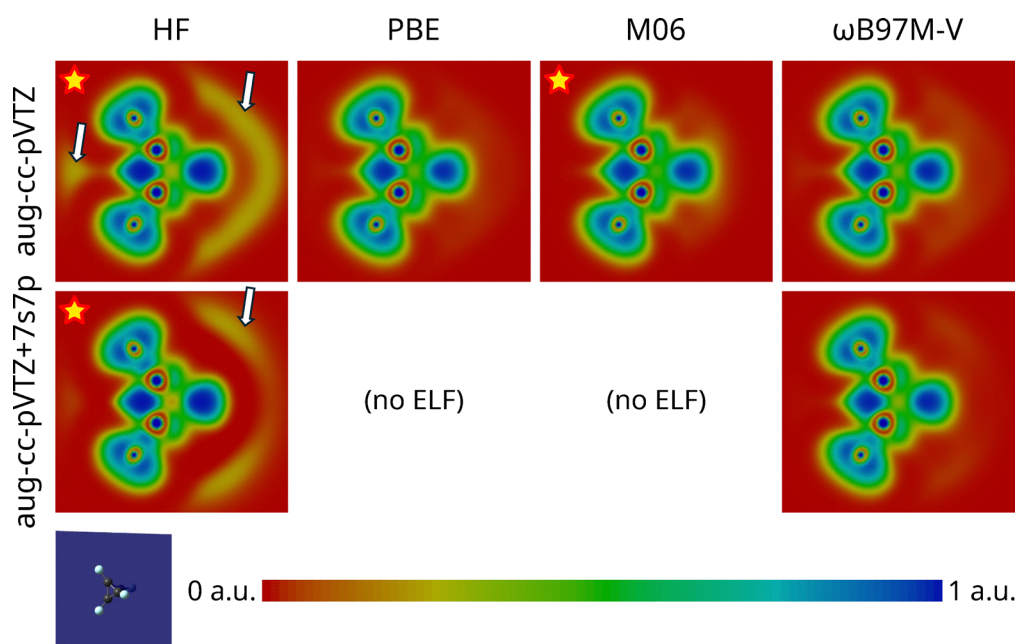 HF PBE M06 ωB97M-V
aug-cc-pVTZ
aug-cc-pVTZ+7s7p
(no ELF) (no ELF)
0 a.u. 1 a.u.